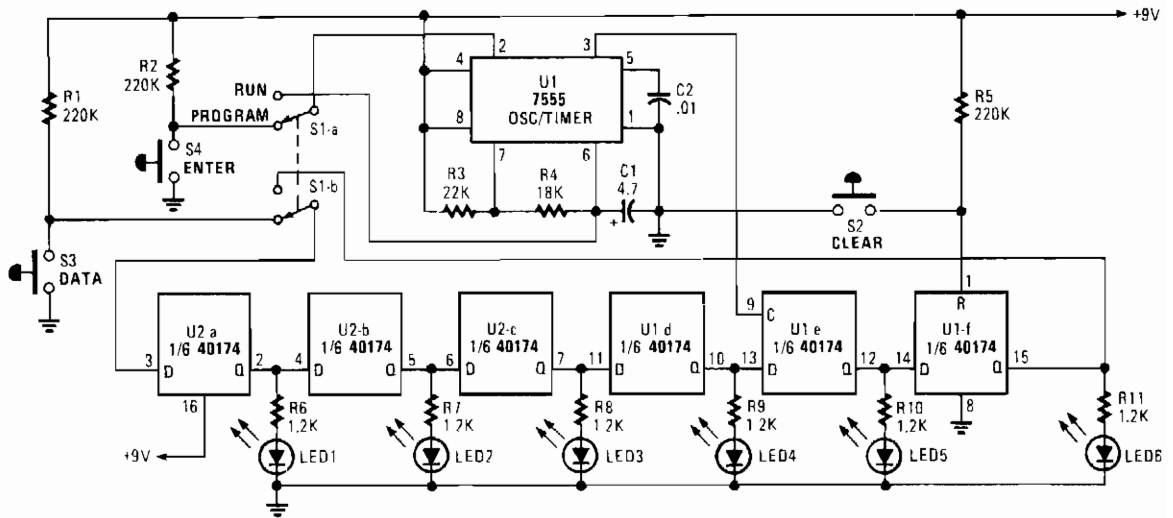 +9V
R1
220K
R2
220K
RUN
PROGRAM
S1-a
S4
ENTER
S1-b
S3
DATA
2
3
4
5
U1
7555
OSC/TIMER
8
1
7
6
C2
.01
R3
22K
R4
18K
C1
4.7
+
R5
220K
S2
CLEAR
U2 a
1/6 40174
3
D
Q
2
16
+9V
4
U2-b
1/6 40174
D
Q
5
6
U2-c
1/6 40174
D
Q
7
11
U1 d
1/6 40174
D
Q
10
9
C
13
U1 e
1/6 40174
D
Q
12
1
R
14
U1-f
1/6 40174
D
Q
15
8
R6
1.2K
LED1
R7
1.2K
LED2
R8
1.2K
LED3
R9
1.2K
LED4
R10
1.2K
LED5
R11
1.2K
LED6